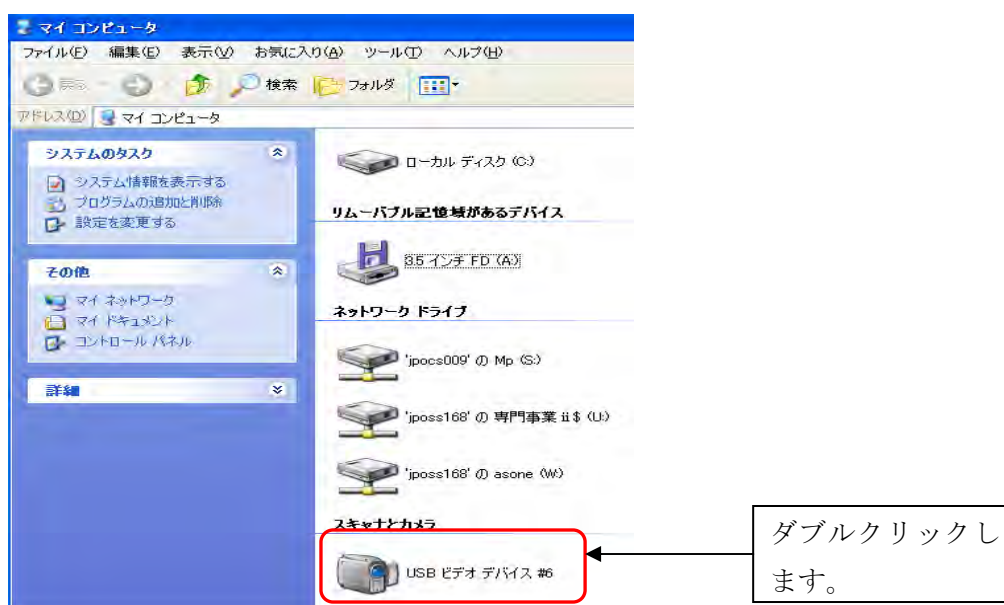 マイ コンピュータ
ファイル(F) 編集(E) 表示(V) お気に入り(A) ツール(T) ヘルプ(H)
戻る 検索 フォルダ
アドレス(D) マイ コンピュータ
システムのタスク
システム情報を表示する
プログラムの追加と削除
設定を変更する
その他
マイ ネットワーク
マイ ドキュメント
コントロール パネル
詳細
ローカル ディスク (C:)
リムーバブル記憶域があるデバイス
3.5 インチ FD (A:)
ネットワーク ドライブ
'jpocs009' の Mp (S:)
'jposs168' の 専門事業 ii$ (U:)
'jposs168' の asone (W:)
スキャナとカメラ
USB ビデオ デバイス #6
ダブルクリックし
ます。